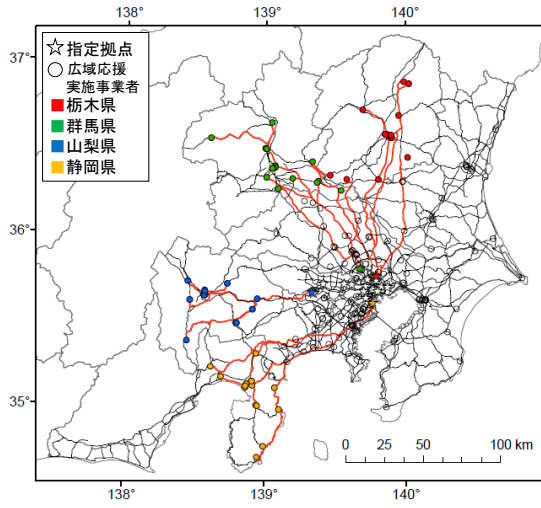 138° 139° 140°
37°
☆指定拠点
○広域応援
実施事業者
栃木県
群馬県
山梨県
静岡県
36°
35°
0 25 50 100 km
138° 139° 140°